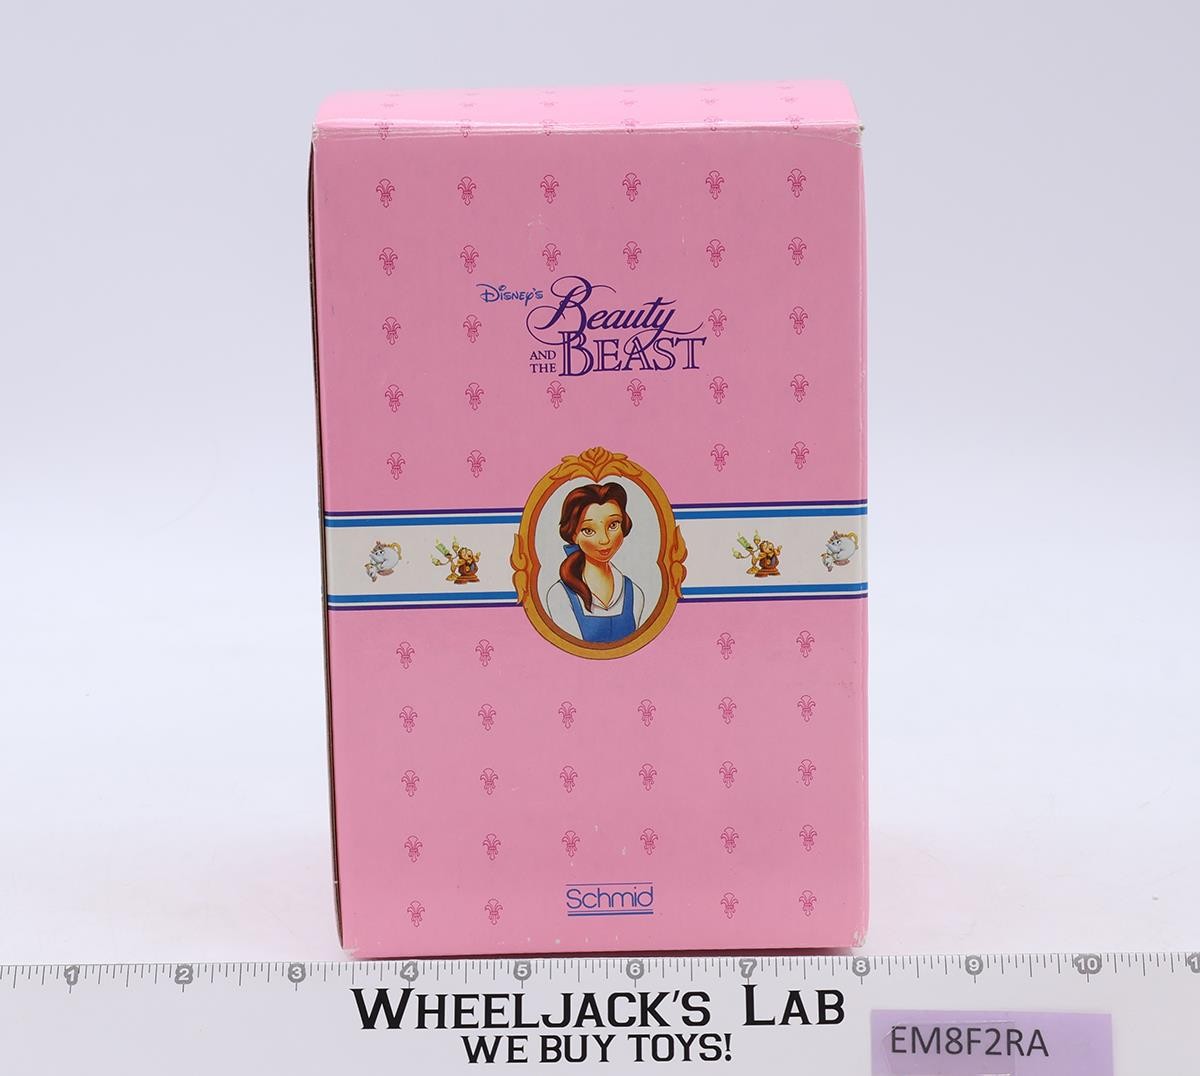 Disney's
Beauty
AND THE BEAST
Schmid
1 2 3 4 5 6 7 8 9 10
WHEELJACK'S LAB
WE BUY TOYS!
EM8F2RA